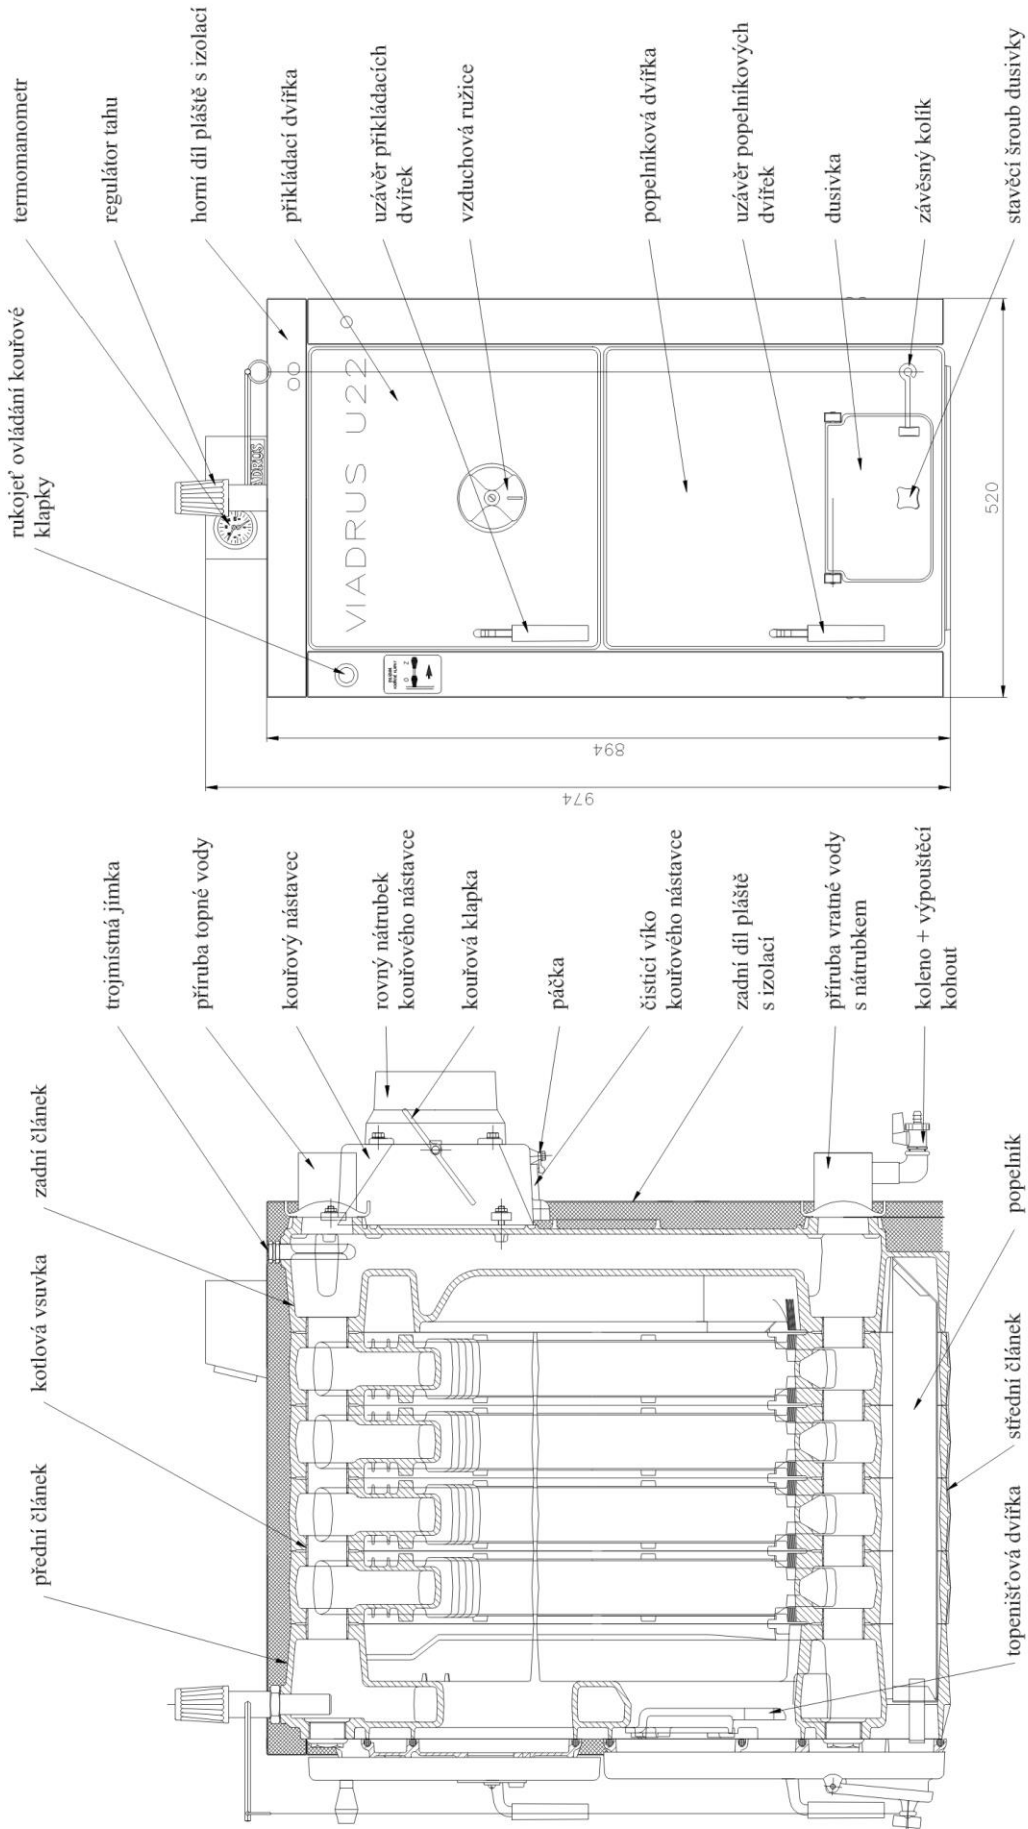 přední článek
kotlová vsuvka
zadní článek
trojmístná jímka
příruba topné vody
kouřový nástavec
rovný nátrubek
kouřového nástavce
kouřová klapka
páčka
čisticí víko
kouřového nástavce
zadní díl pláště
s izolací
příruba vratné vody
s nátrubkem
koleno + výpouštěcí
kohout
popelník
střední článek
topenišťová dvířka
rukojeť ovládání kouřové
klapky
termomanometr
regulátor tahu
horní díl pláště s izolací
přikládací dvířka
uzávěr přikládacích
dvířek
vzduchová ružice
popelníková dvířka
uzávěr popelníkových
dvířek
dusivka
závěsný kolík
stavěcí šroub dusivky
VIADRUS U22
ADRUS
O Z
974
894
520